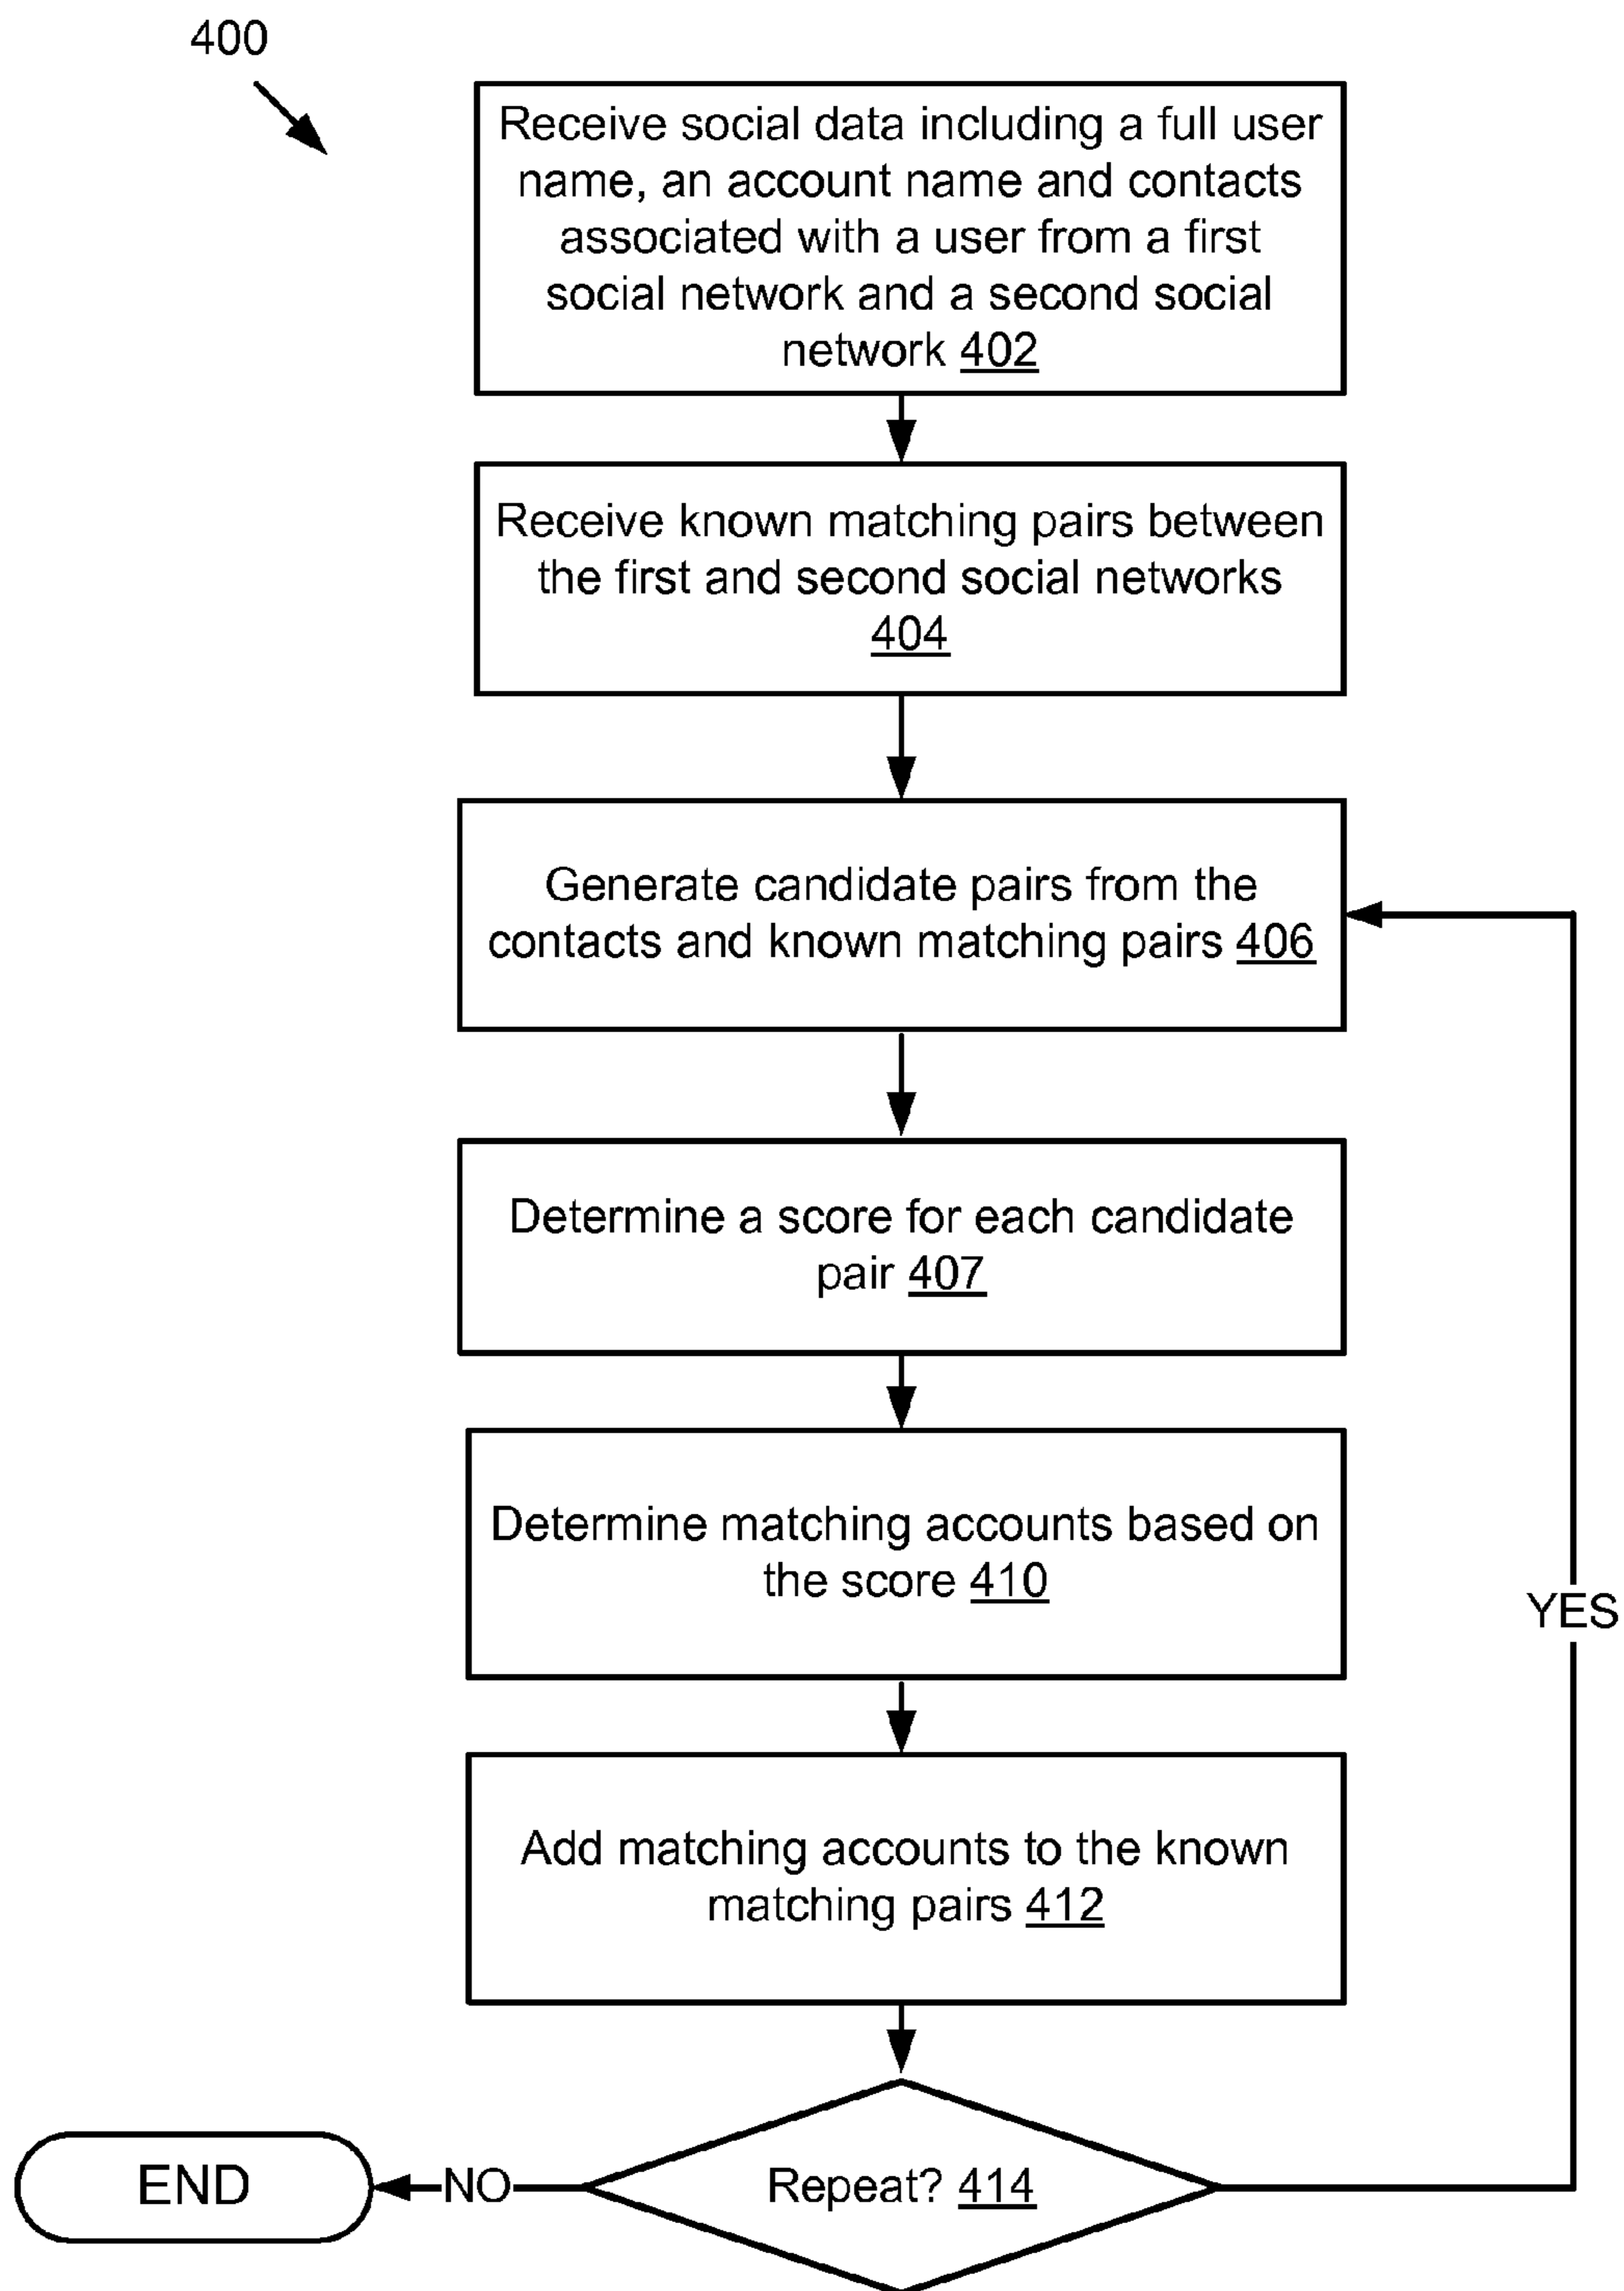 400
Receive social data including a full user
name, an account name and contacts
associated with a user from a first
social network and a second social
network 402
Receive known matching pairs between
the first and second social networks
404
Generate candidate pairs from the
contacts and known matching pairs 406
Determine a score for each candidate
pair 407
Determine matching accounts based on
the score 410
YES
Add matching accounts to the known
matching pairs 412
END
NO
Repeat? 414